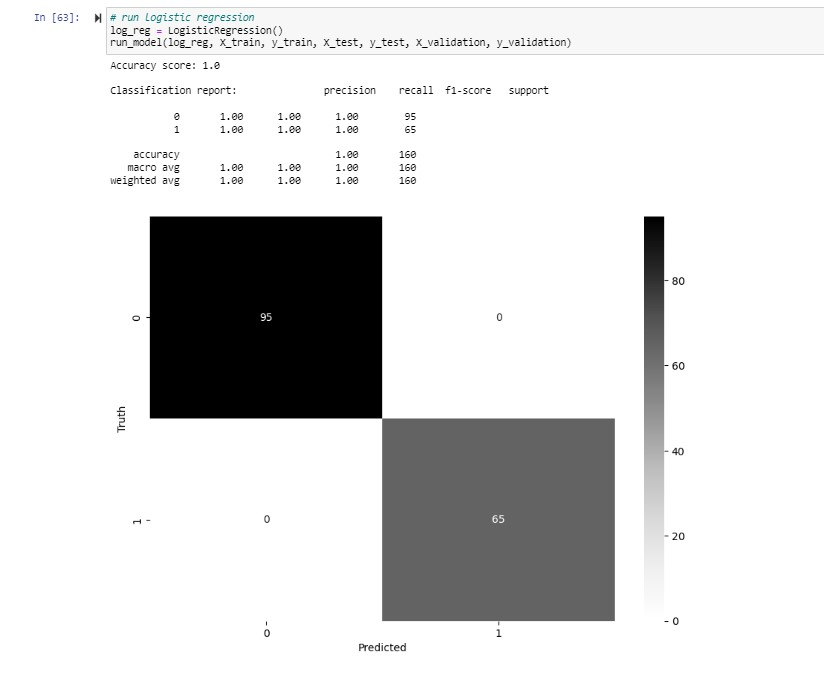 In [63]:
# run logistic regression
log_reg = LogisticRegression()
run_model(log_reg, X_train, y_train, X_test, y_test, X_validation, y_validation)
Accuracy score: 1.0
Classification report: precision recall f1-score support
0 1.00 1.00 1.00 95
1 1.00 1.00 1.00 65
accuracy 1.00 160
macro avg 1.00 1.00 1.00 160
weighted avg 1.00 1.00 1.00 160
95 0
0 65
0
1
Truth
0 1
Predicted
80
60
40
20
0